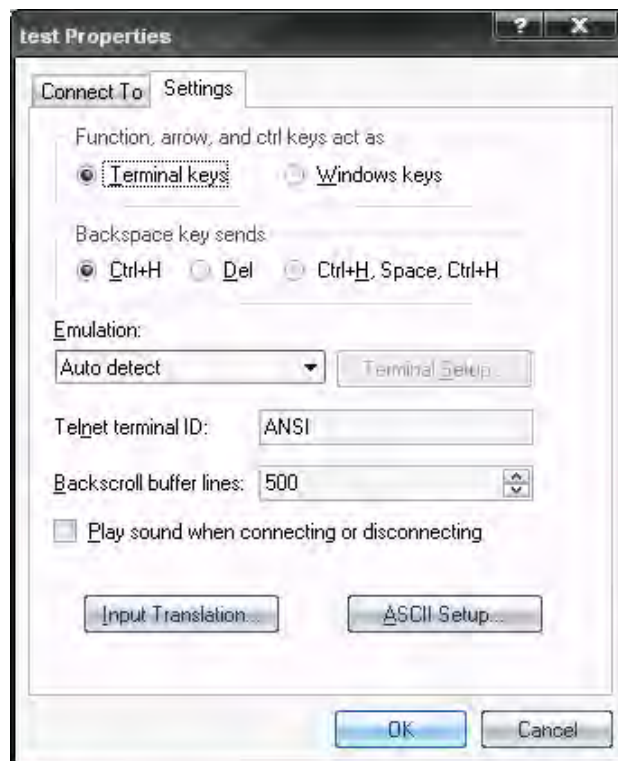 test Properties
? X
Connect To Settings
Function, arrow, and ctrl keys act as
Terminal keys Windows keys
Backspace key sends
Ctrl+H Del Ctrl+H, Space, Ctrl+H
Emulation:
Auto detect Terminal Setup...
Telnet terminal ID: ANSI
Backscroll buffer lines: 500
Play sound when connecting or disconnecting
Input Translation... ASCII Setup...
OK Cancel